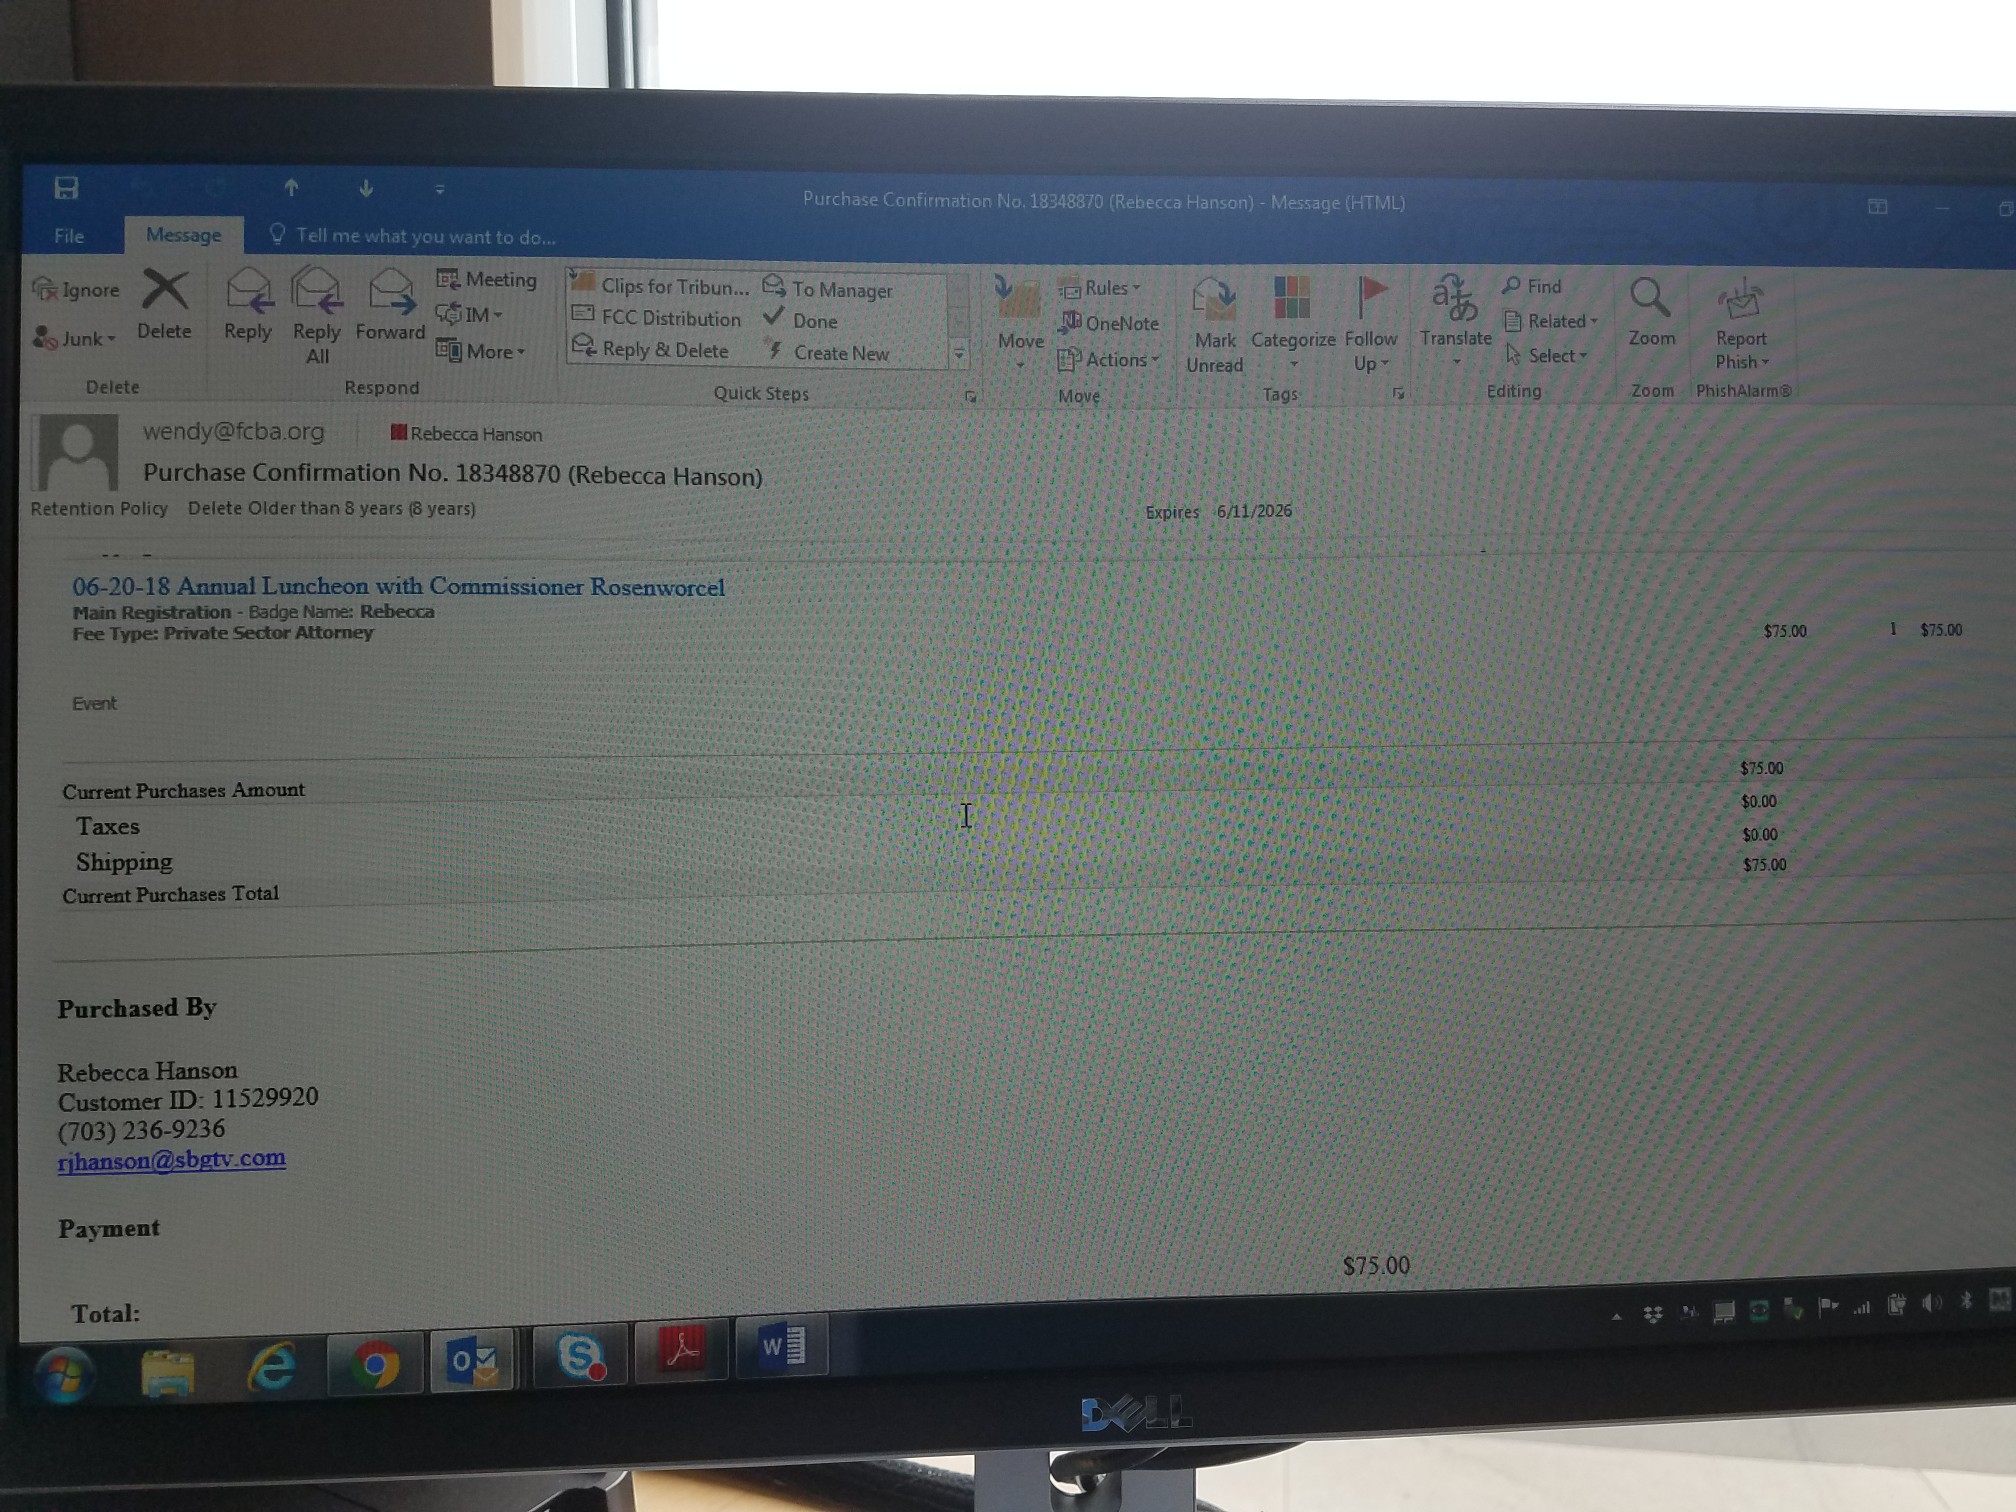 Purchase Confirmation No. 18348870 (Rebecca Hanson) - Message (HTML)
File Message Tell me what you want to do...
Ignore
Junk
Delete
Reply
Reply All
Forward
Meeting
IM
More
Clips for Tribun...
FCC Distribution
Reply & Delete
To Manager
Done
Create New
Move
Rules
OneNote
Actions
Mark Unread
Categorize
Follow Up
Translate
Find
Related
Select
Zoom
Report Phish
Delete Respond Quick Steps Move Tags Editing Zoom PhishAlarm®
wendy@fcba.org Rebecca Hanson
Purchase Confirmation No. 18348870 (Rebecca Hanson)
Retention Policy Delete Older than 8 years (8 years) Expires 6/11/2026
06-20-18 Annual Luncheon with Commissioner Rosenworcel
Main Registration - Badge Name: Rebecca
Fee Type: Private Sector Attorney $75.00 1 $75.00
Event
Current Purchases Amount $75.00
Taxes $0.00
Shipping $0.00
Current Purchases Total $75.00
Purchased By
Rebecca Hanson
Customer ID: 11529920
(703) 236-9236
rjhanson@sbgtv.com
Payment
$75.00
Total:
DELL